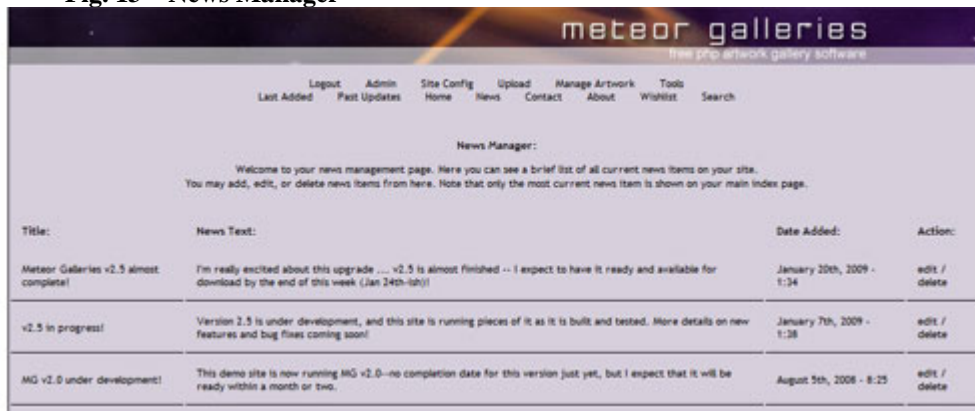 Fig. 13 – News Manager
meteor galleries
free php artwork gallery software
Logout Admin Site Config Upload Manage Artwork Tools
Last Added Past Updates Home News Contact About Wishlist Search
News Manager:
Welcome to your news management page. Here you can see a brief list of all current news items on your site.
You may add, edit, or delete news items from here. Note that only the most current news item is shown on your main index page.
Title: News Text: Date Added: Action:
Meteor Galleries v2.5 almost complete!
I'm really excited about this upgrade .... v2.5 is almost finished -- I expect to have it ready and available for
download by the end of this week (Jan 24th-ish)!
January 20th, 2009 -
1:34
edit /
delete
v2.5 in progress!
Version 2.5 is under development, and this site is running pieces of it as it is built and tested. More details on new
features and bug fixes coming soon!
January 7th, 2009 -
1:38
edit /
delete
MG v2.0 under development!
This demo site is now running MG v2.0--no completion date for this version just yet, but I expect that it will be
ready within a month or two.
August 5th, 2008 - 8:25
edit /
delete